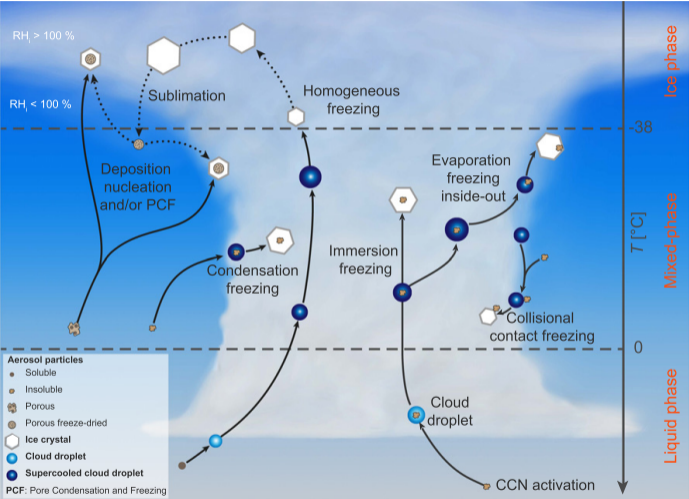 RHi > 100 %
RHi < 100 %
Sublimation
Homogeneous
freezing
Ice phase
-38
Deposition
nucleation
and/or PCF
Evaporation
freezing
inside-out
Condensation
freezing
Immersion
freezing
T [°C]
Mixed-phase
Collisional
contact freezing
0
Cloud
droplet
CCN activation
Liquid phase
Aerosol particles
Soluble
Insoluble
Porous
Porous freeze-dried
Ice crystal
Cloud droplet
Supercooled cloud droplet
PCF: Pore Condensation and Freezing